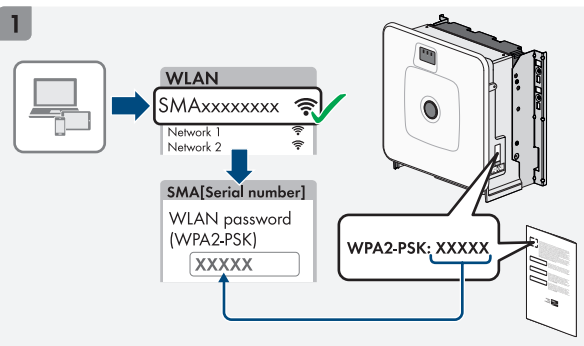 1
WLAN
SMAxxxxxxxx
Network 1
Network 2
SMA[Serial number]
WLAN password
(WPA2-PSK)
XXXXX
WPA2-PSK: XXXXX